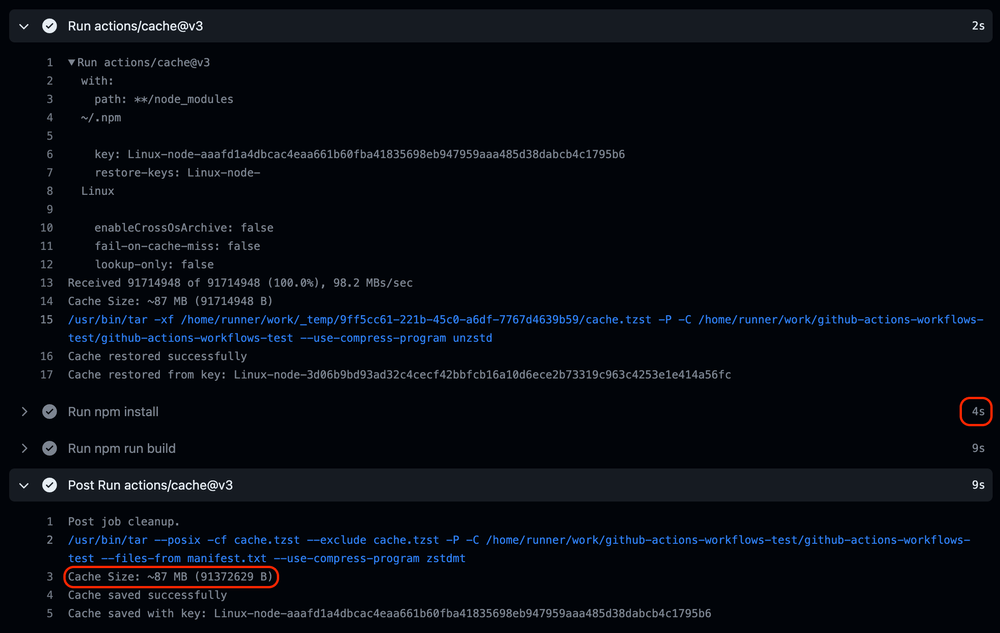 Run actions/cache@v3 2s
1 ▼Run actions/cache@v3
2 with:
3 path: **/node_modules
4 ~/.npm
5
6 key: Linux-node-aaafd1a4dbcac4eaa661b60fba41835698eb947959aaa485d38dabcb4c1795b6
7 restore-keys: Linux-node-
8 Linux
9
10 enableCrossOsArchive: false
11 fail-on-cache-miss: false
12 lookup-only: false
13 Received 91714948 of 91714948 (100.0%), 98.2 MBs/sec
14 Cache Size: ~87 MB (91714948 B)
15 /usr/bin/tar -xf /home/runner/work/_temp/9ff5cc61-221b-45c0-a6df-7767d4639b59/cache.tzst -P -C /home/runner/work/github-actions-workflows-
test/github-actions-workflows-test --use-compress-program unzstd
16 Cache restored successfully
17 Cache restored from key: Linux-node-3d06b9bd93ad32c4cecf42bbfcb16a10d6ece2b73319c963c4253e1e414a56fc
Run npm install 4s
Run npm run build 9s
Post Run actions/cache@v3 9s
1 Post job cleanup.
2 /usr/bin/tar --posix -cf cache.tzst --exclude cache.tzst -P -C /home/runner/work/github-actions-workflows-test/github-actions-workflows-
test --files-from manifest.txt --use-compress-program zstdmt
3 Cache Size: ~87 MB (91372629 B)
4 Cache saved successfully
5 Cache saved with key: Linux-node-aaafd1a4dbcac4eaa661b60fba41835698eb947959aaa485d38dabcb4c1795b6